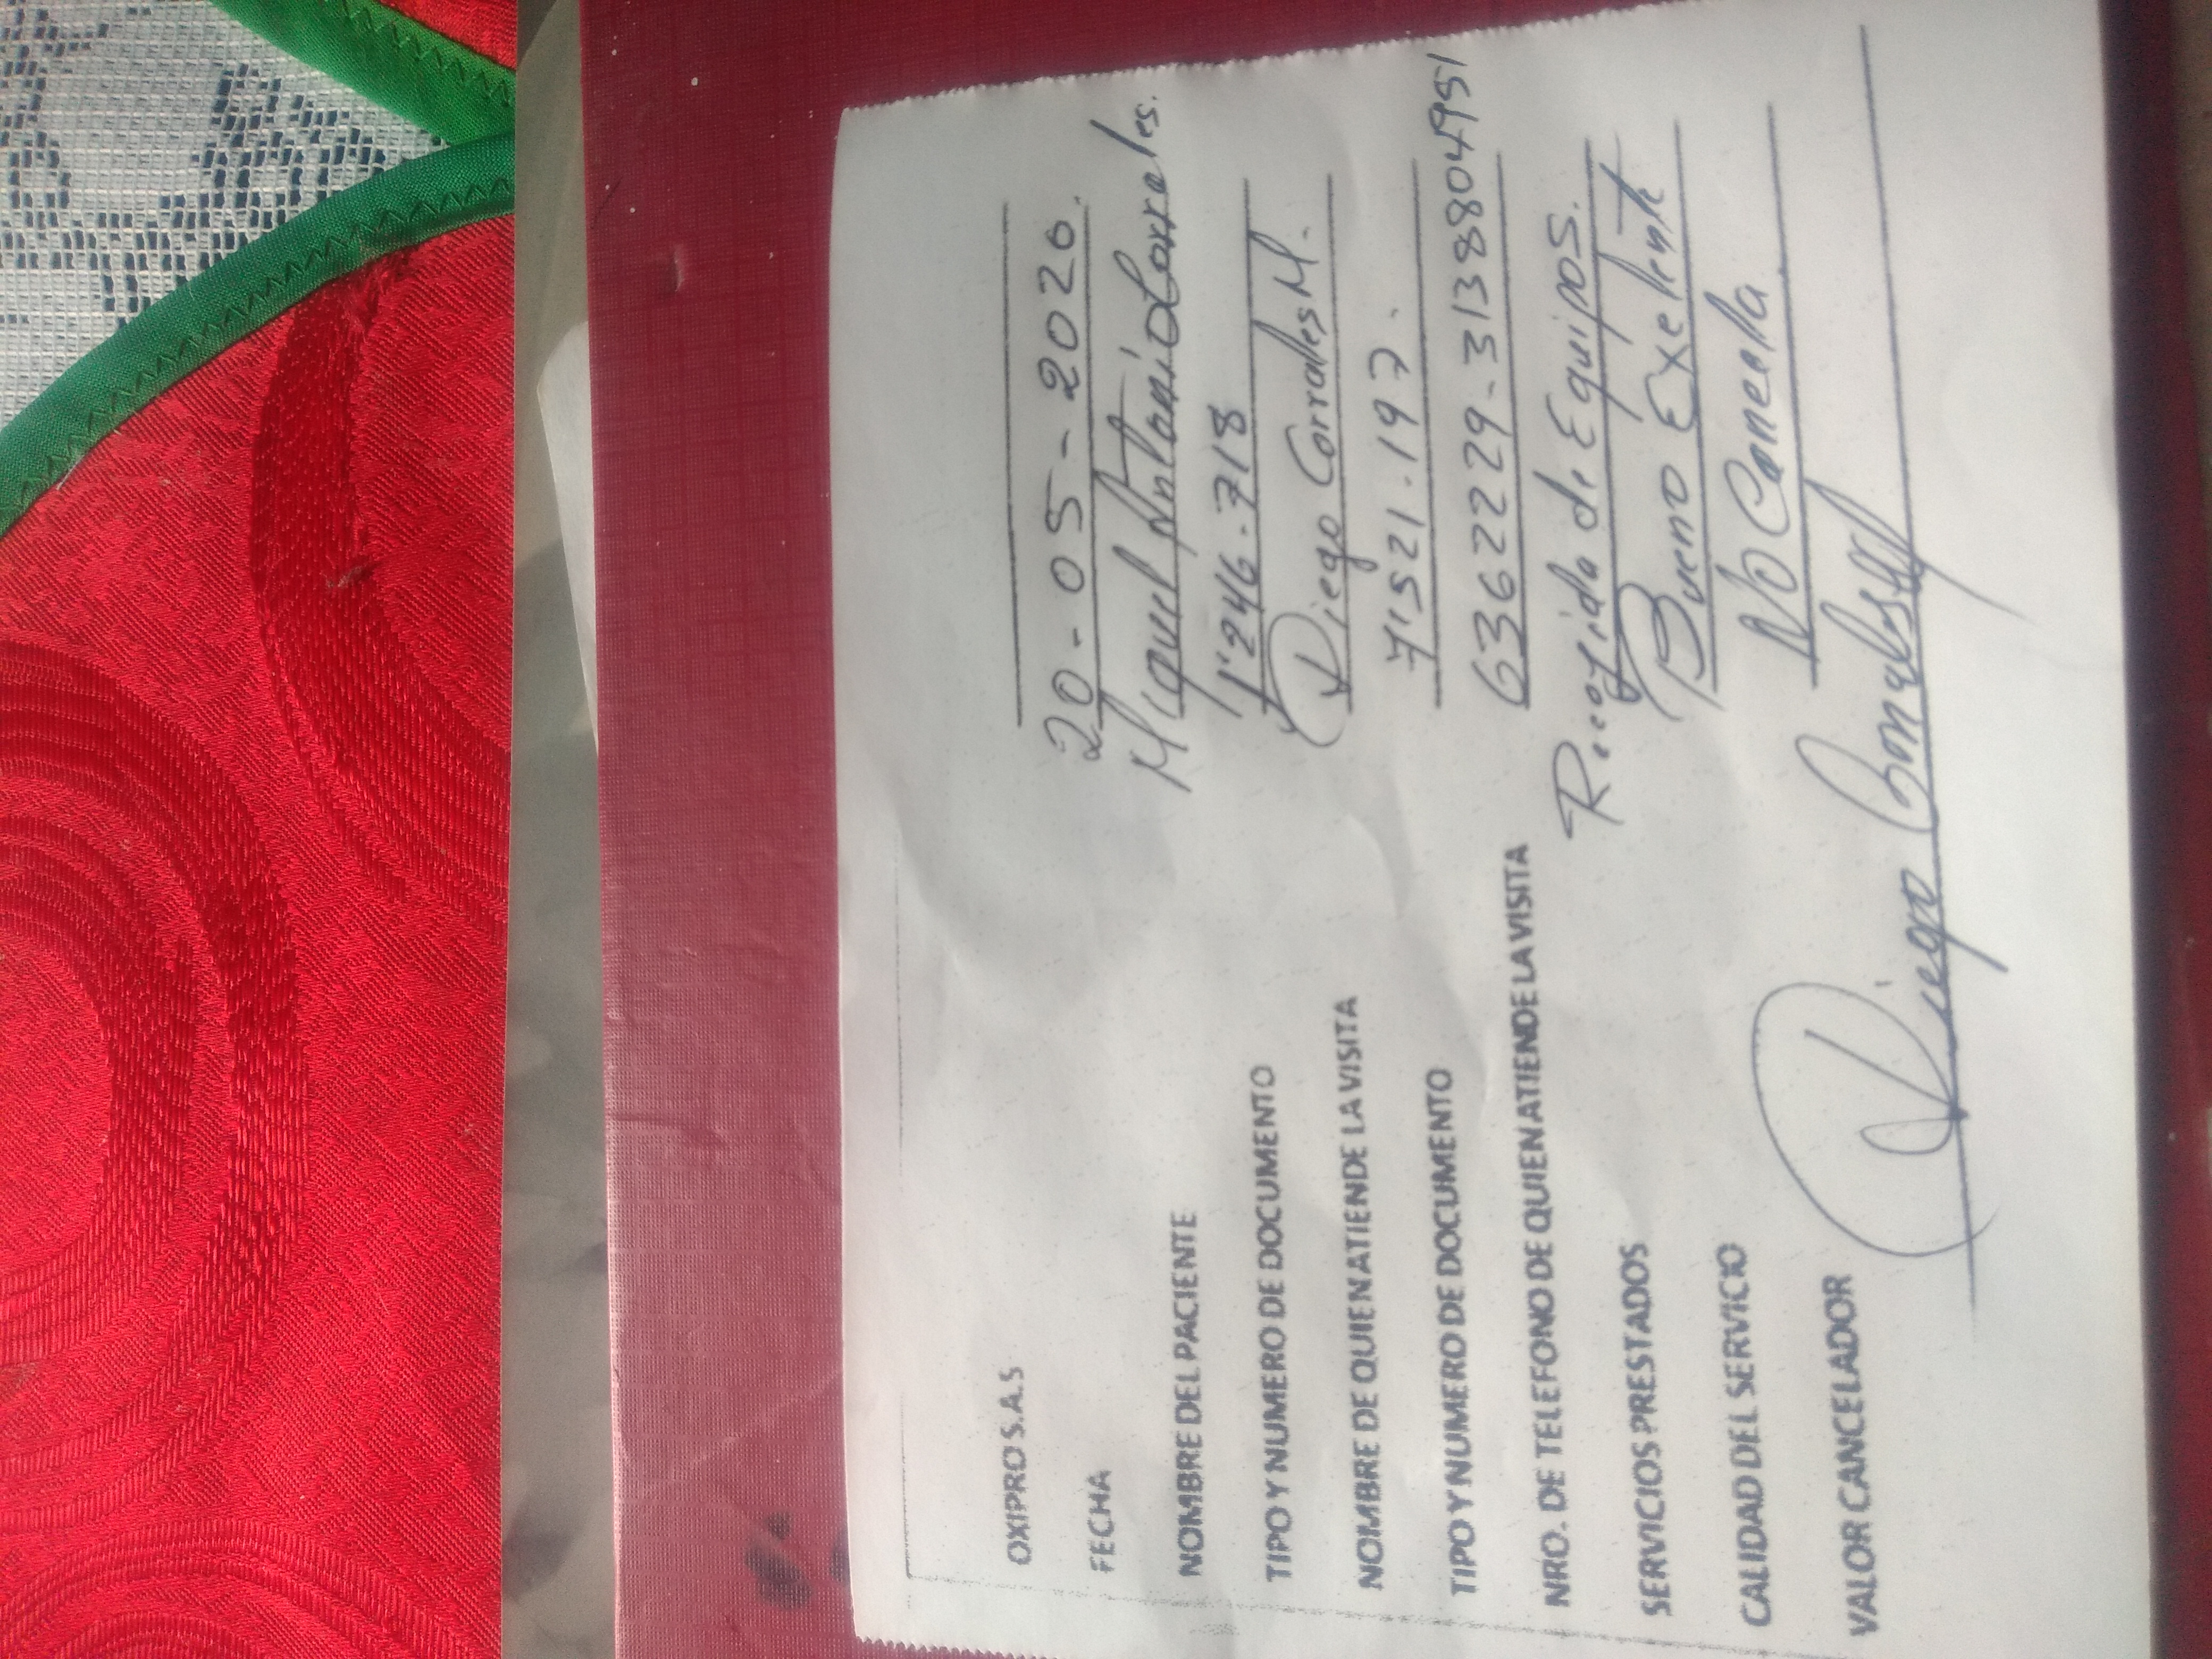 OXIPRO S.A.S
FECHA 20-05-2020.
NOMBRE DEL PACIENTE Miguel Antonio Corrales.
TIPO Y NUMERO DE DOCUMENTO 1'246.718
NOMBRE DE QUIEN ATIENDE LA VISITA Diego Corrales M.
TIPO Y NUMERO DE DOCUMENTO 7'521.197.
NRO. DE TELEFONO DE QUIEN ATIENDE LA VISITA 6362229-3138804951
SERVICIOS PRESTADOS Recogida de Equipos.
CALIDAD DEL SERVICIO Bueno Exelente
VALOR CANCELADOR No Cancela
Diego